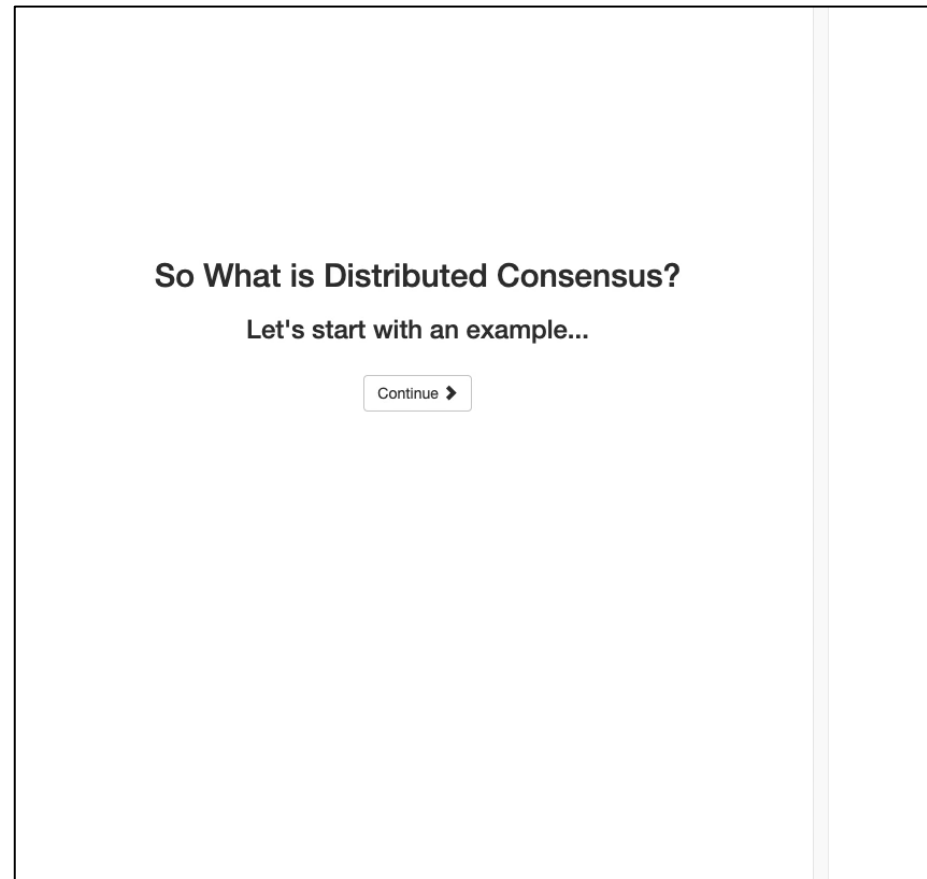 So What is Distributed Consensus?
Let's start with an example...
Continue